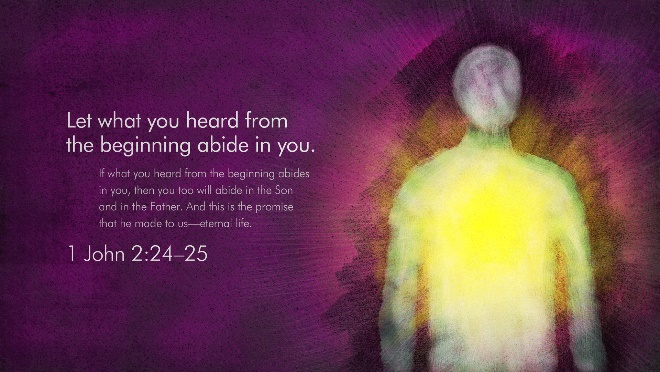 Let what you heard from
the beginning abide in you.
If what you heard from the beginning abides
in you, then you too will abide in the Son
and in the Father. And this is the promise
that he made to us—eternal life.
1 John 2:24–25